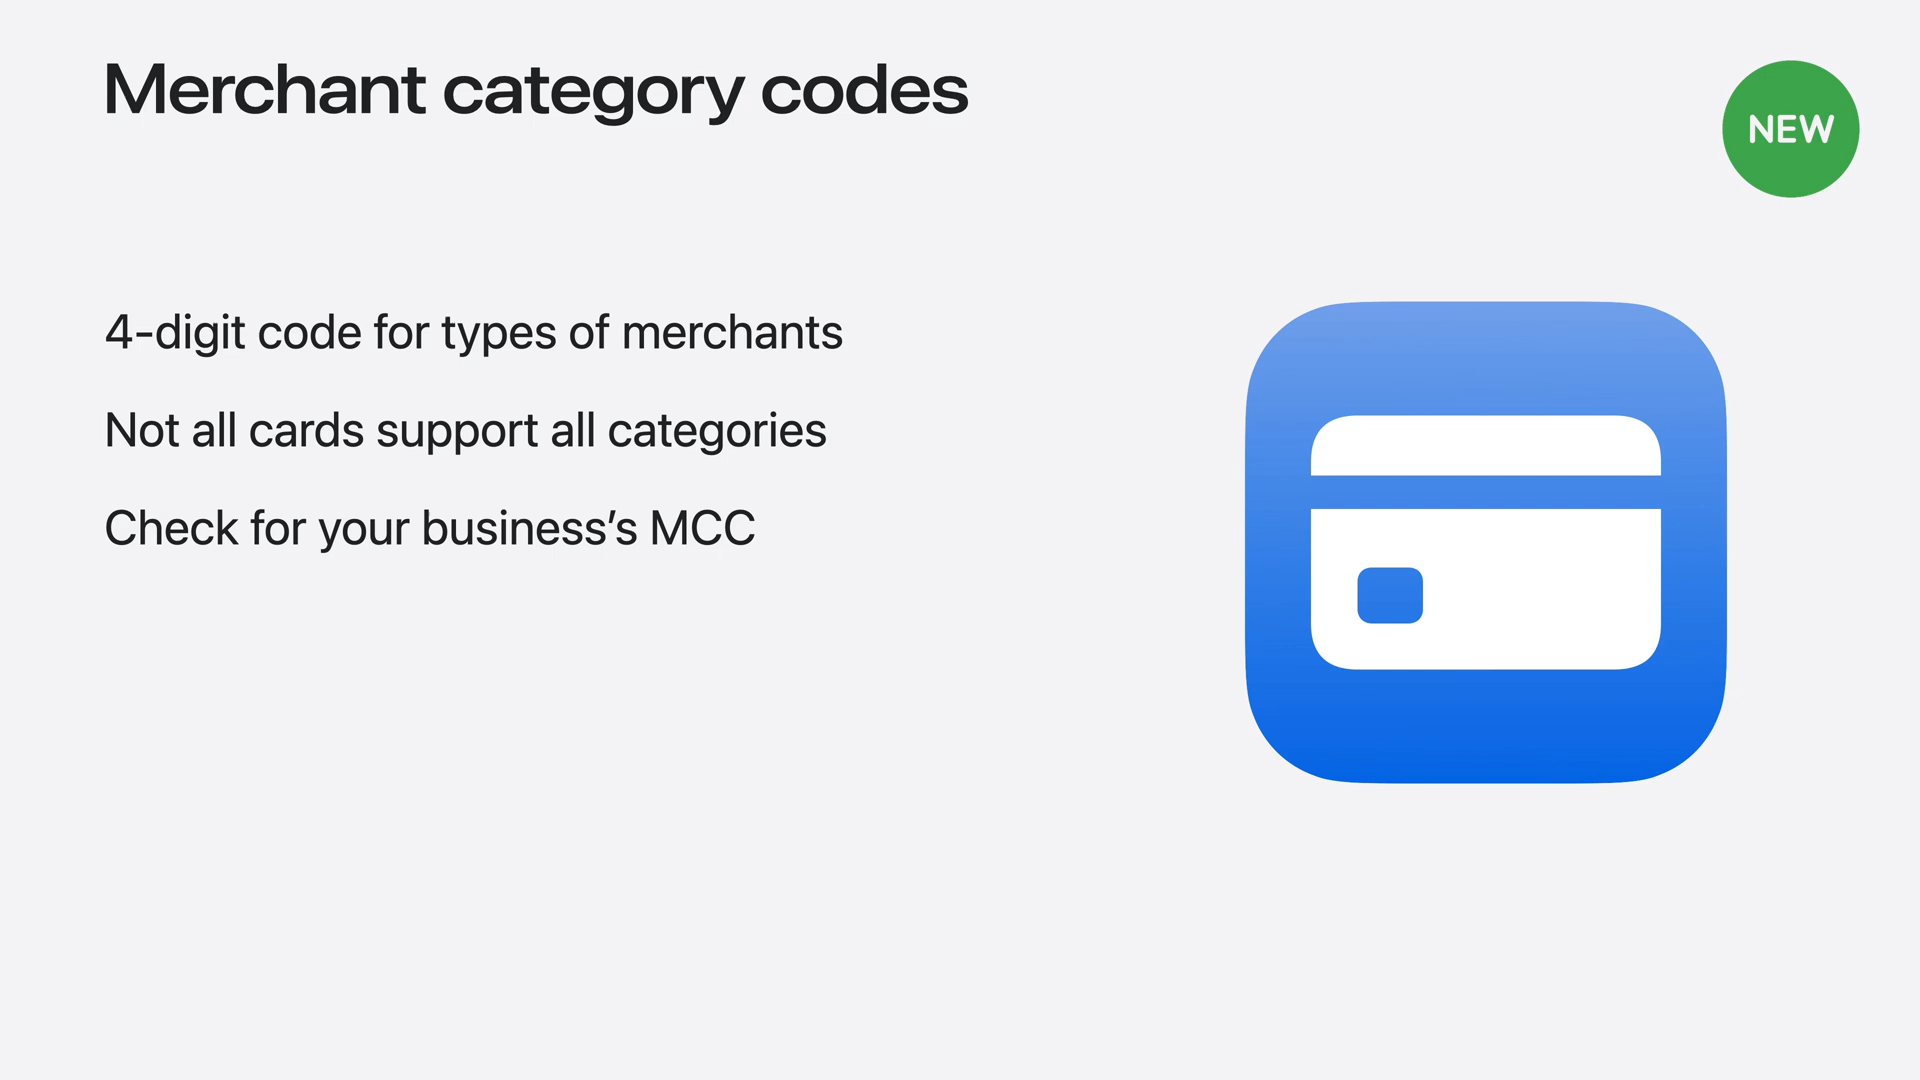 Merchant category codes
NEW
4-digit code for types of merchants
Not all cards support all categories
Check for your business’s MCC